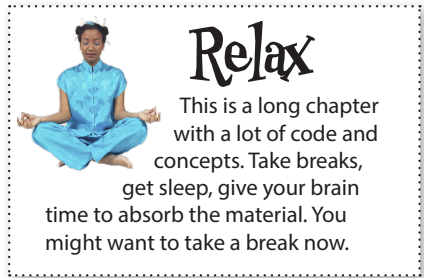 Relax
This is a long chapter
with a lot of code and
concepts. Take breaks,
get sleep, give your brain
time to absorb the material. You
might want to take a break now.